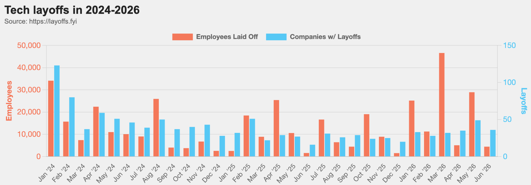 Tech layoffs in 2024-2026
Source: https://layoffs.fyi
Employees Laid Off
Companies w/ Layoffs
50,000
40,000
30,000
20,000
10,000
0
Employees
150
100
50
0
Layoffs
Jan '24
Feb '24
Mar '24
Apr '24
May '24
Jun '24
Jul '24
Aug '24
Sep '24
Oct '24
Nov '24
Dec '24
Jan '25
Feb '25
Mar '25
Apr '25
May '25
Jun '25
Jul '25
Aug '25
Sep '25
Oct '25
Nov '25
Dec '25
Jan '26
Feb '26
Mar '26
Apr '26
May '26
Jun '26